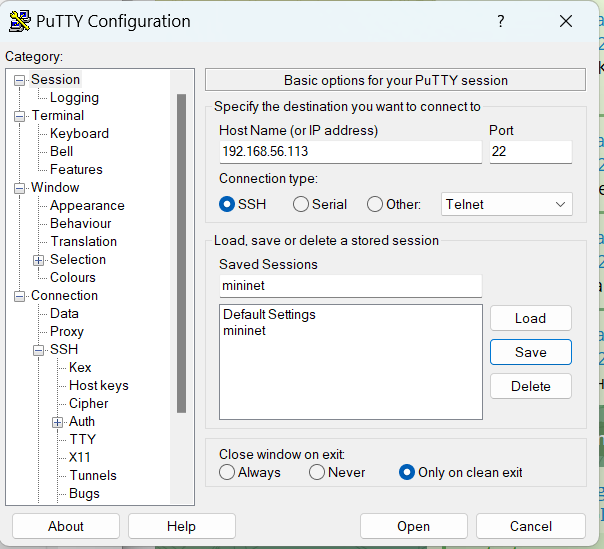 PuTTY Configuration
?
Category:
Session
Logging
Terminal
Keyboard
Bell
Features
Window
Appearance
Behaviour
Translation
Selection
Colours
Connection
Data
Proxy
SSH
Kex
Host keys
Cipher
Auth
TTY
X11
Tunnels
Bugs
Basic options for your PuTTY session
Specify the destination you want to connect to
Host Name (or IP address) Port
192.168.56.113 22
Connection type:
SSH Serial Other: Telnet
Load, save or delete a stored session
Saved Sessions
mininet
Default Settings
mininet
Load
Save
Delete
Close window on exit:
Always Never Only on clean exit
About Help Open Cancel